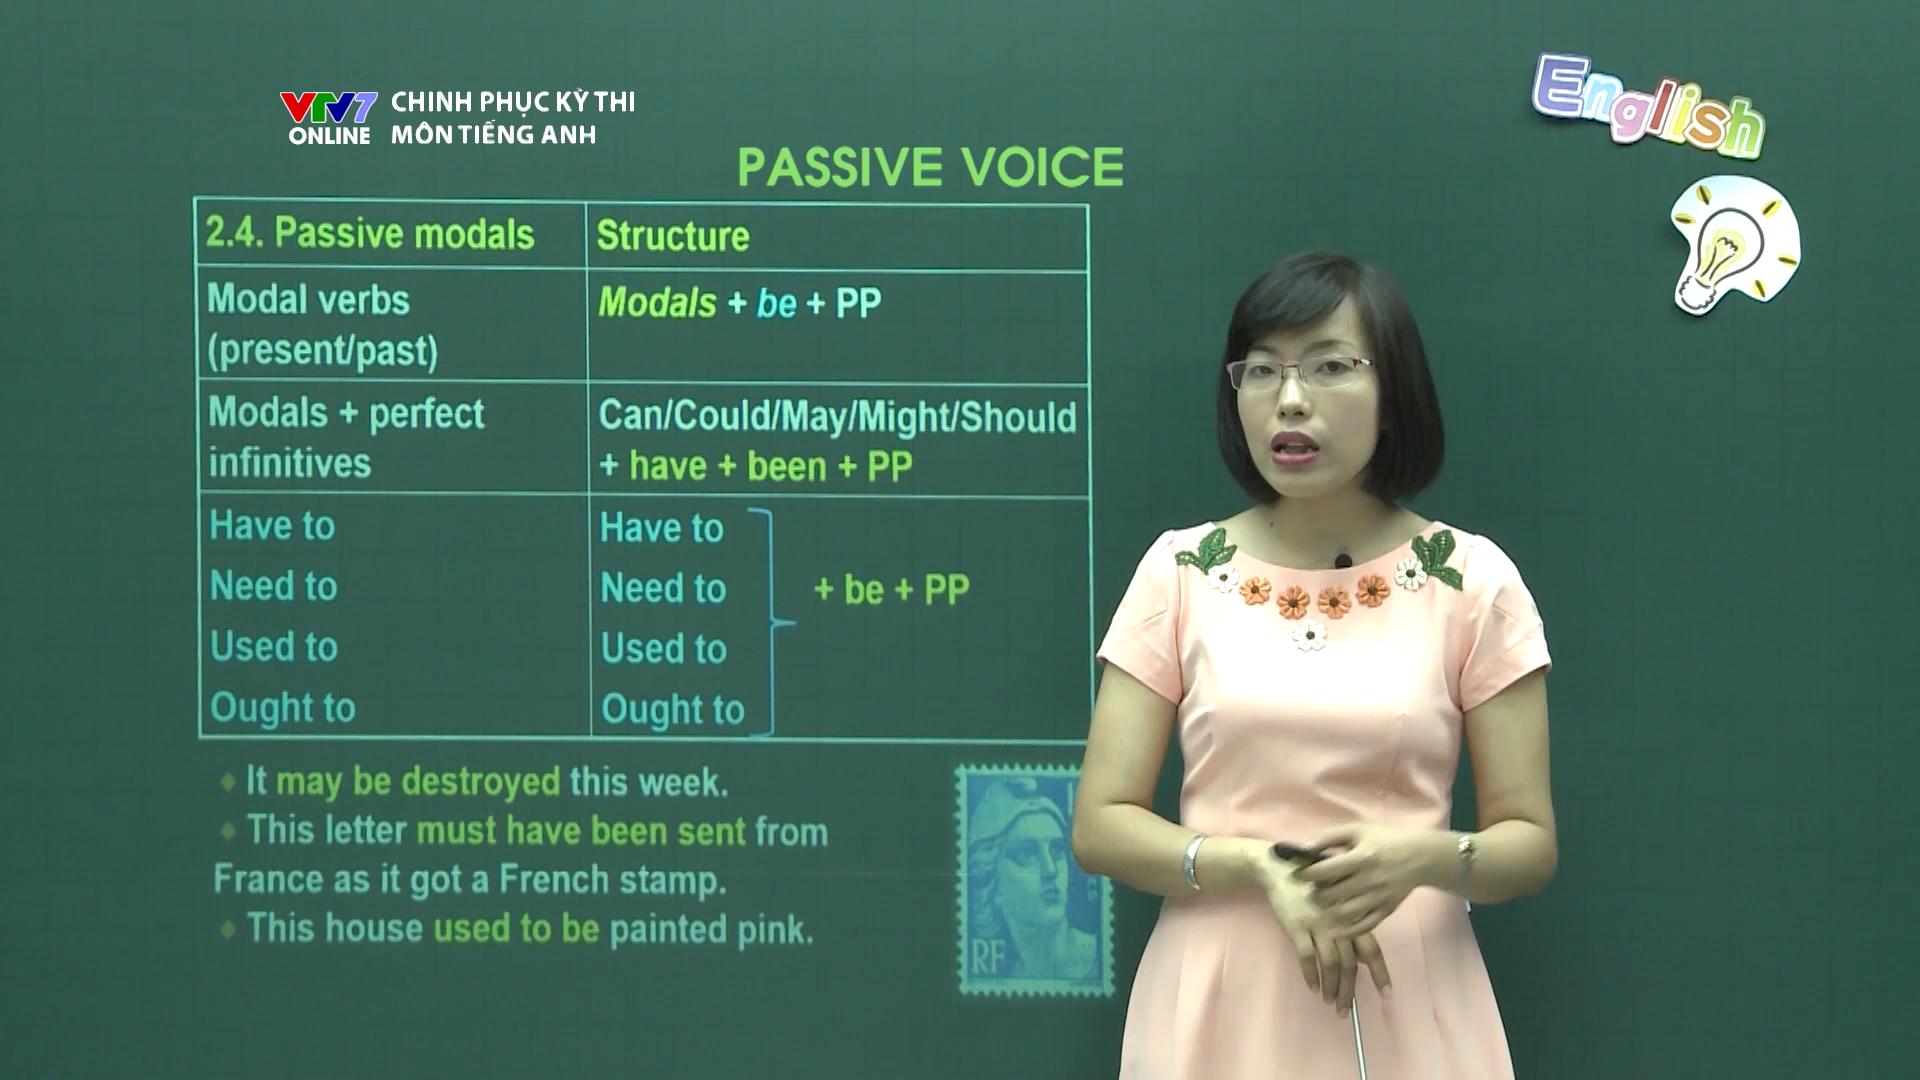 VTV7
ONLINE
CHINH PHỤC KỲ THI
MÔN TIẾNG ANH
English
PASSIVE VOICE
2.4. Passive modals
Structure
Modal verbs
(present/past)
Modals + be + PP
Modals + perfect
infinitives
Can/Could/May/Might/Should
+ have + been + PP
Have to
Need to
Used to
Ought to
Have to
Need to
Used to
Ought to
+ be + PP
It may be destroyed this week.
This letter must have been sent from
France as it got a French stamp.
This house used to be painted pink.
RF